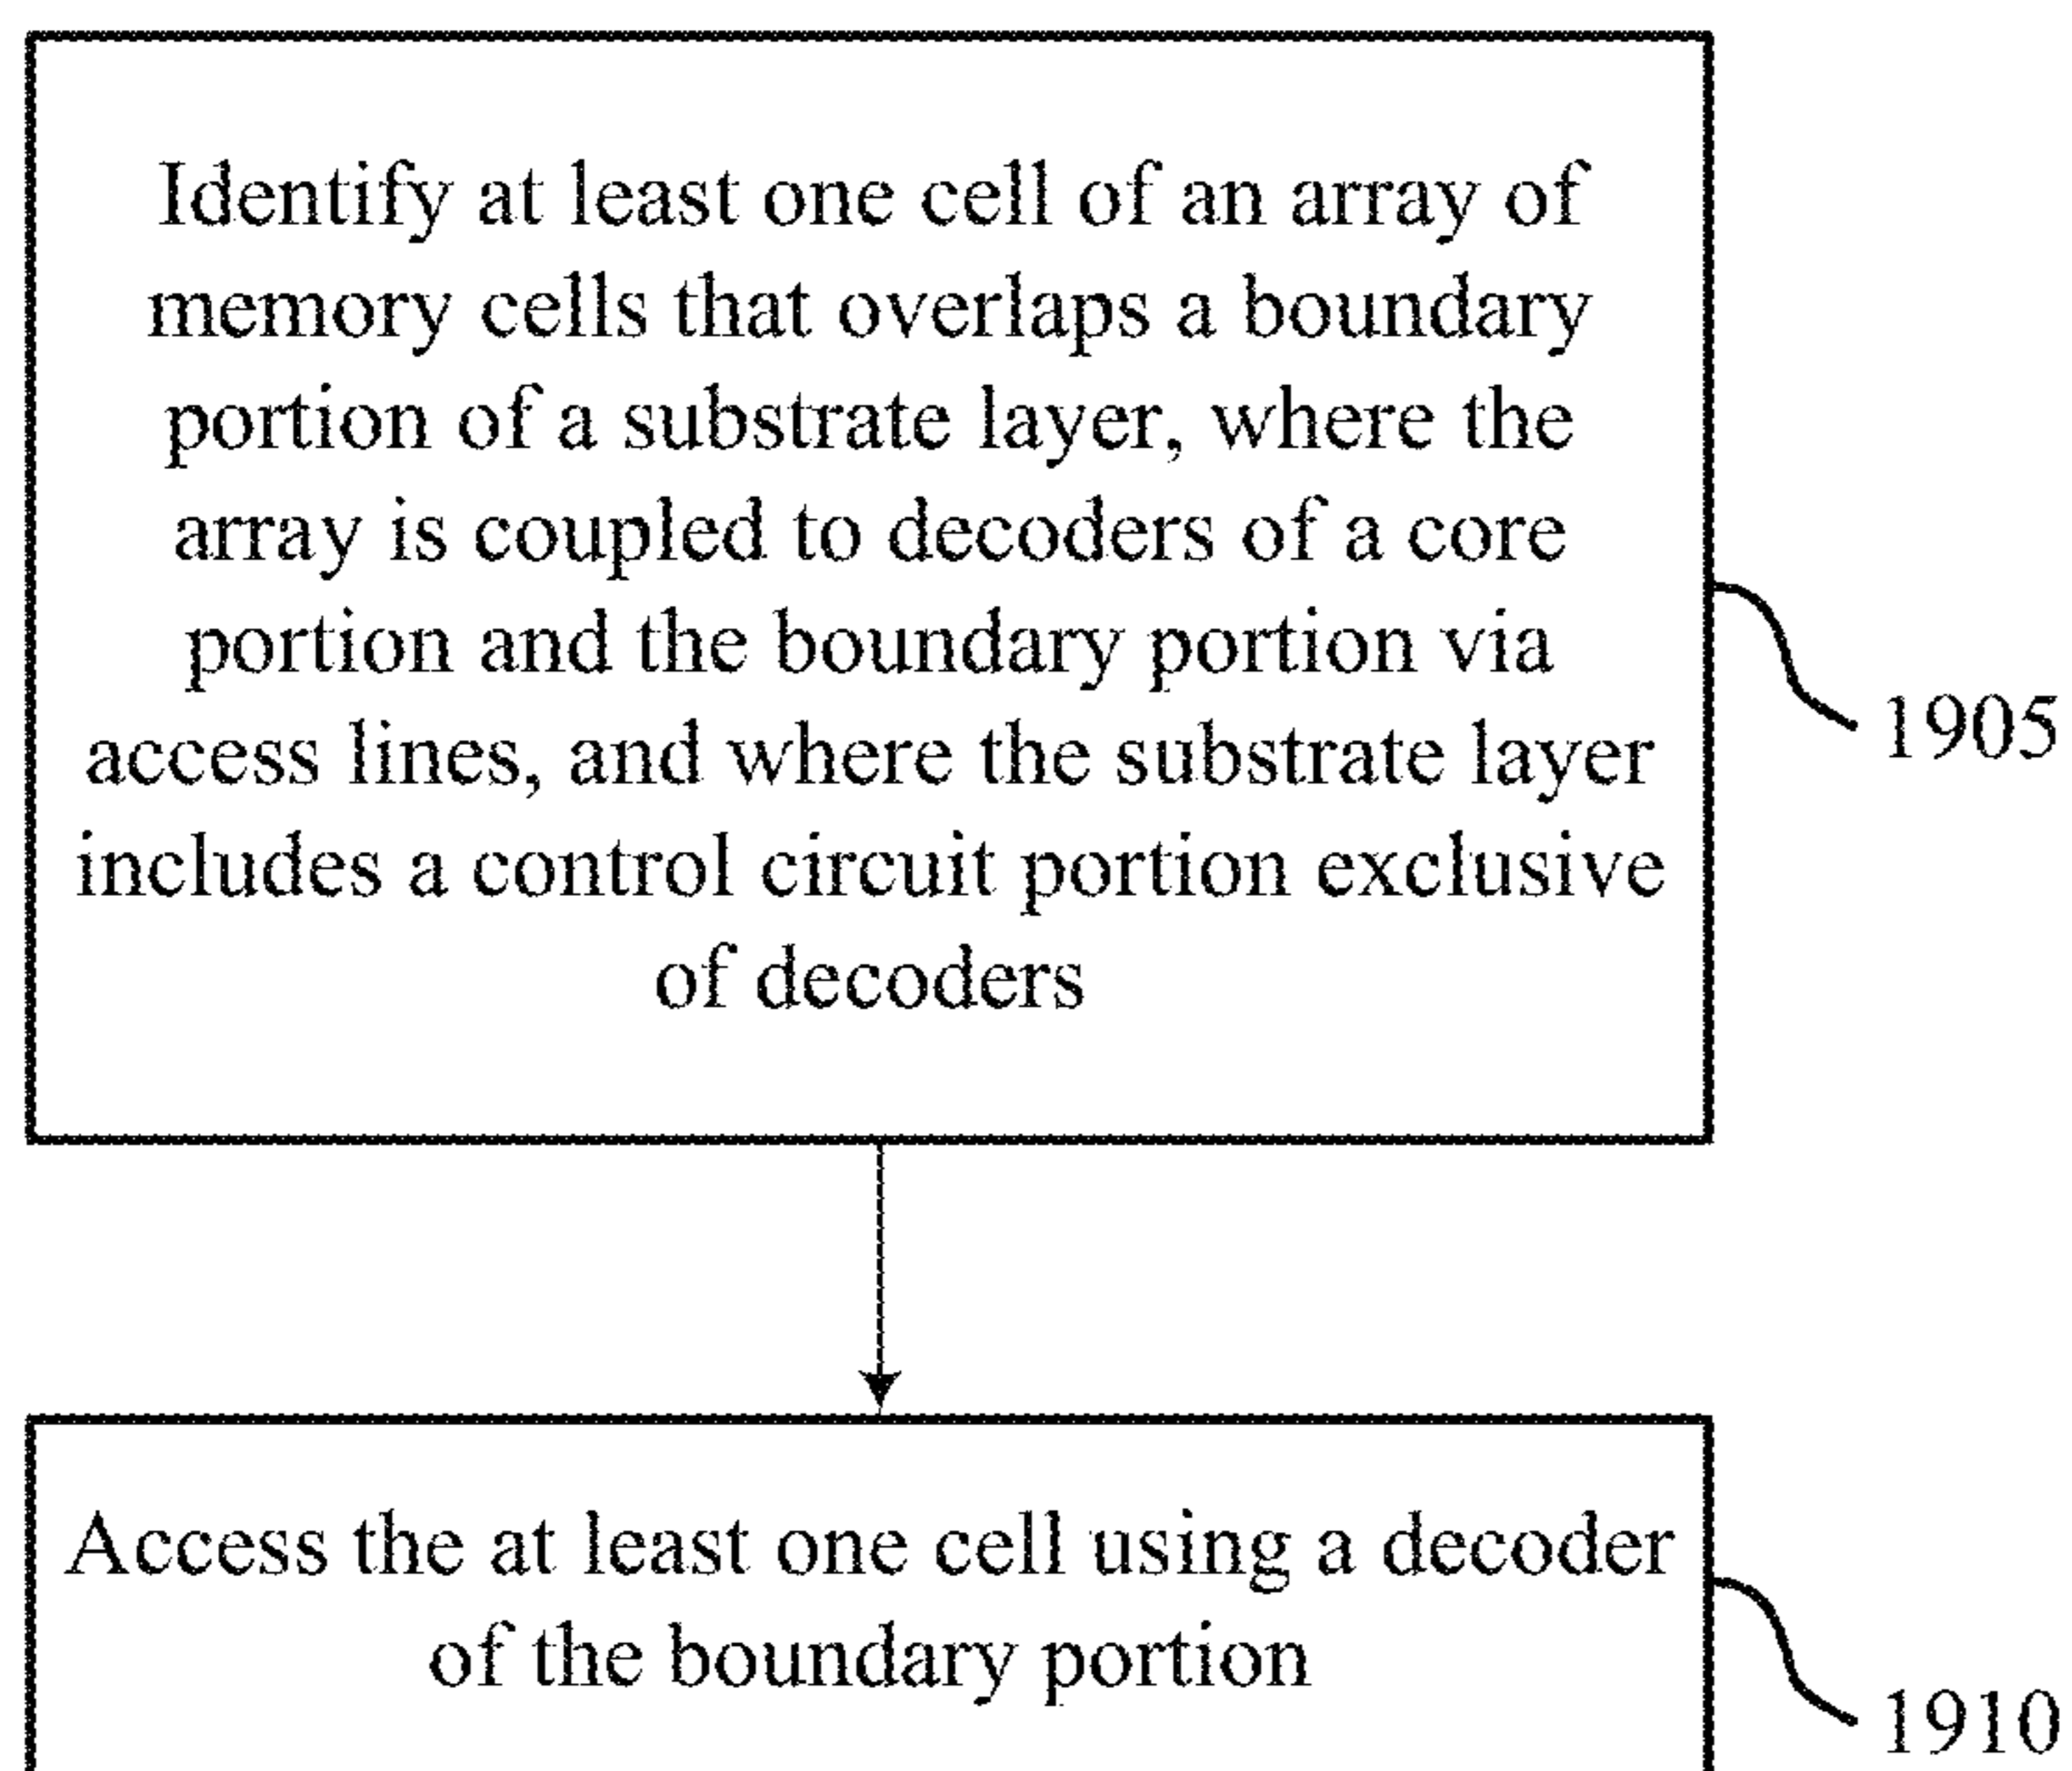 Identify at least one cell of an array of
memory cells that overlaps a boundary
portion of a substrate layer, where the
array is coupled to decoders of a core
portion and the boundary portion via
access lines, and where the substrate layer
includes a control circuit portion exclusive
of decoders
1905
Access the at least one cell using a decoder
of the boundary portion
1910